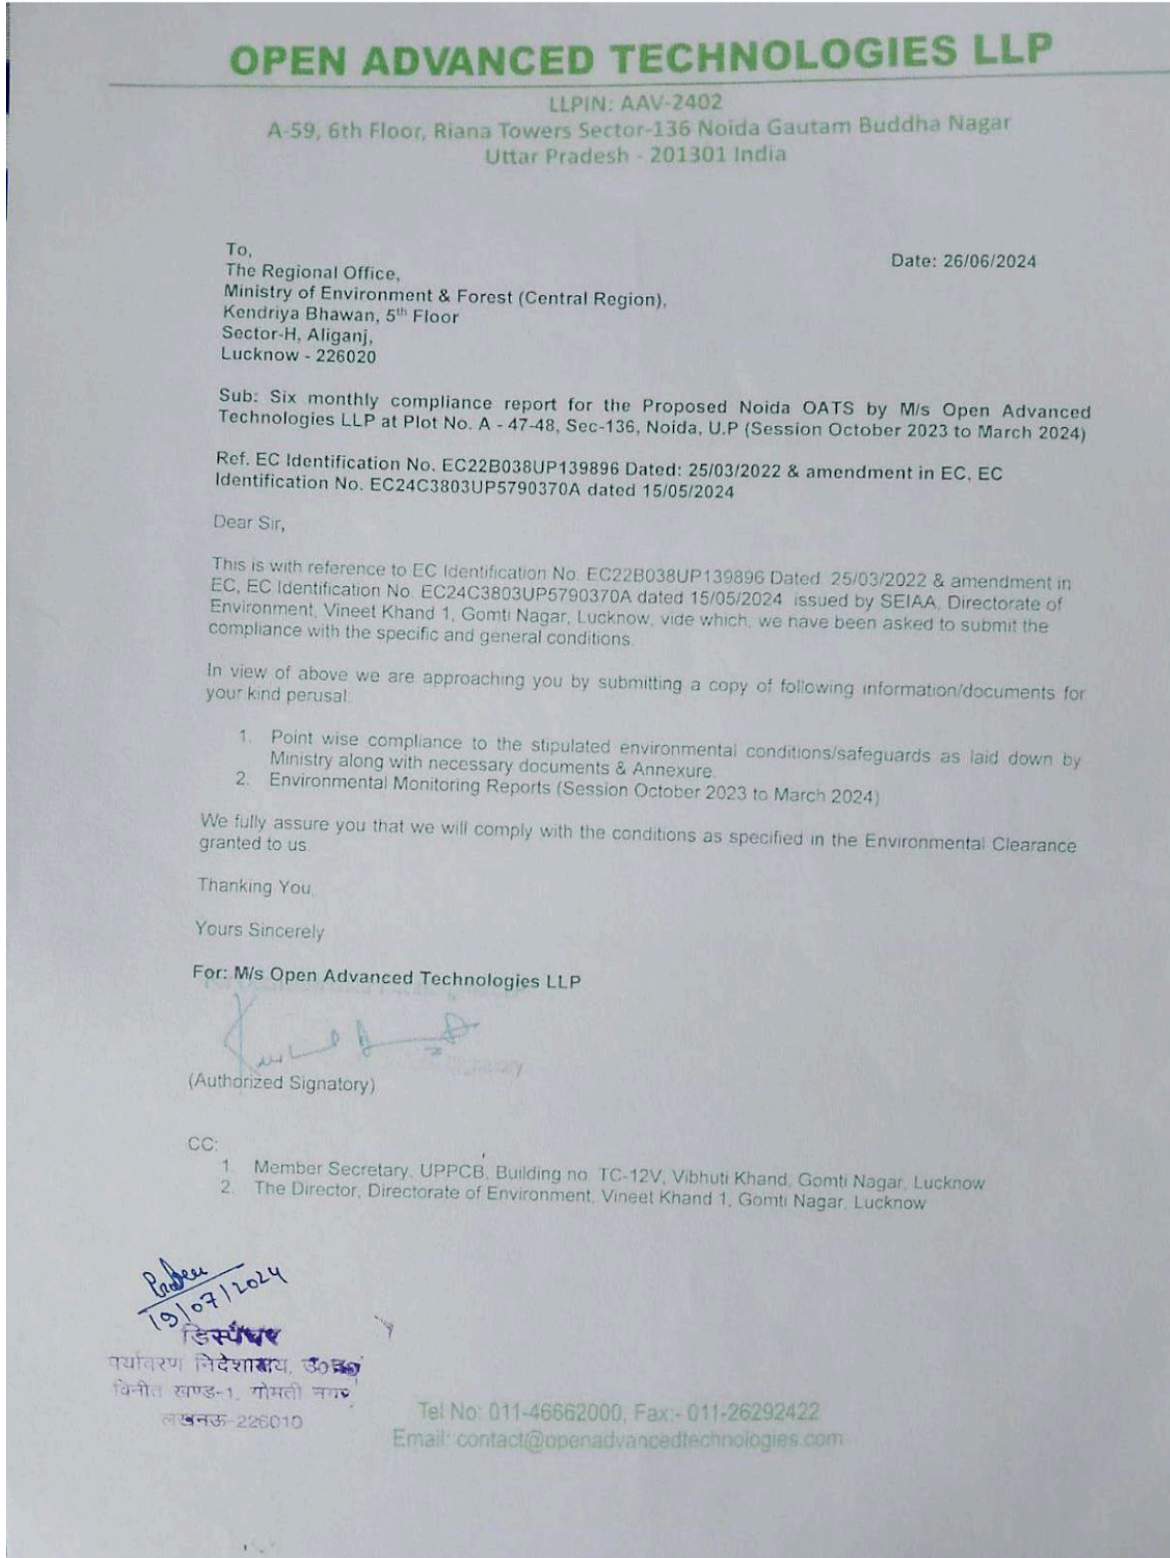 OPEN ADVANCED TECHNOLOGIES LLP
LLPIN: AAV-2402
A-59, 6th Floor, Riana Towers Sector-136 Noida Gautam Buddha Nagar
Uttar Pradesh - 201301 India
To,
Date: 26/06/2024
The Regional Office,
Ministry of Environment & Forest (Central Region),
Kendriya Bhawan, 5th Floor
Sector-H, Aliganj,
Lucknow - 226020
Sub: Six monthly compliance report for the Proposed Noida OATS by M/s Open Advanced
Technologies LLP at Plot No. A - 47-48, Sec-136, Noida, U.P (Session October 2023 to March 2024)
Ref. EC Identification No. EC22B038UP139896 Dated: 25/03/2022 & amendment in EC, EC
Identification No. EC24C3803UP5790370A dated 15/05/2024
Dear Sir,
This is with reference to EC Identification No. EC22B038UP139896 Dated 25/03/2022 & amendment in
EC, EC Identification No. EC24C3803UP5790370A dated 15/05/2024 issued by SEIAA, Directorate of
Environment, Vineet Khand 1, Gomti Nagar, Lucknow, vide which, we have been asked to submit the
compliance with the specific and general conditions.
In view of above we are approaching you by submitting a copy of following information/documents for
your kind perusal
1. Point wise compliance to the stipulated environmental conditions/safeguards as laid down by
Ministry along with necessary documents & Annexure.
2. Environmental Monitoring Reports (Session October 2023 to March 2024)
We fully assure you that we will comply with the conditions as specified in the Environmental Clearance
granted to us.
Thanking You
Yours Sincerely
For: M/s Open Advanced Technologies LLP
(Authorized Signatory)
CC:
1. Member Secretary, UPPCB, Building no. TC-12V, Vibhuti Khand, Gomti Nagar, Lucknow
2. The Director, Directorate of Environment, Vineet Khand 1, Gomti Nagar, Lucknow
19/07/2024
डिस्पैचर
पर्यावरण निदेशालय, उ०प्र०
विनीत खण्ड-1, गोमती नगर
लखनऊ-226010
Tel No: 011-46662000, Fax:- 011-26292422
Email: contact@openadvancedtechnologies.com